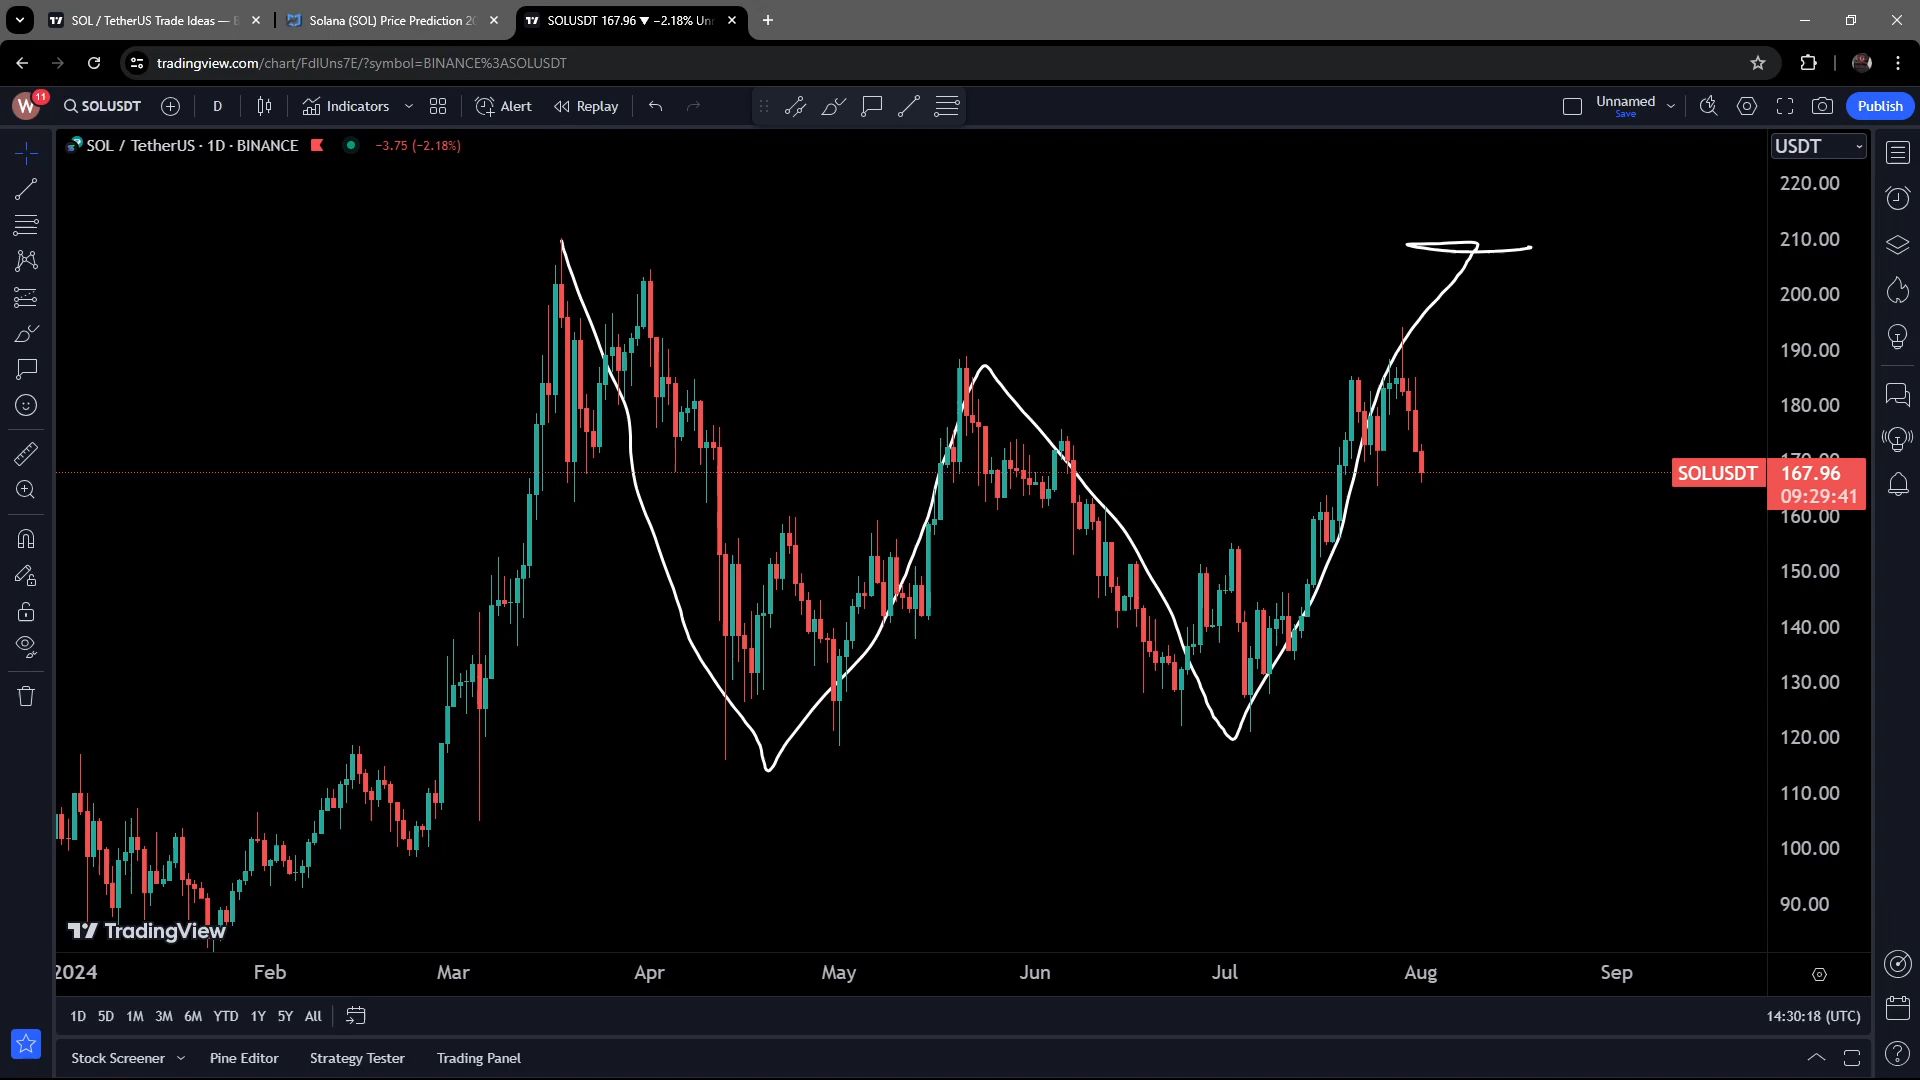 SOL / TetherUS Trade Ideas — B
Solana (SOL) Price Prediction 20
SOLUSDT 167.96 ▼ −2.18% Unn
tradingview.com/chart/FdIUns7E/?symbol=BINANCE%3ASOLUSDT
W 11 SOLUSDT D Indicators Alert Replay Unnamed Save Publish
SOL / TetherUS · 1D · BINANCE −3.75 (−2.18%)
USDT
220.00
210.00
200.00
190.00
180.00
170.00
SOLUSDT 167.96
09:29:41
160.00
150.00
140.00
130.00
120.00
110.00
100.00
90.00
TradingView
2024 Feb Mar Apr May Jun Jul Aug Sep
1D 5D 1M 3M 6M YTD 1Y 5Y All 14:30:18 (UTC)
Stock Screener Pine Editor Strategy Tester Trading Panel